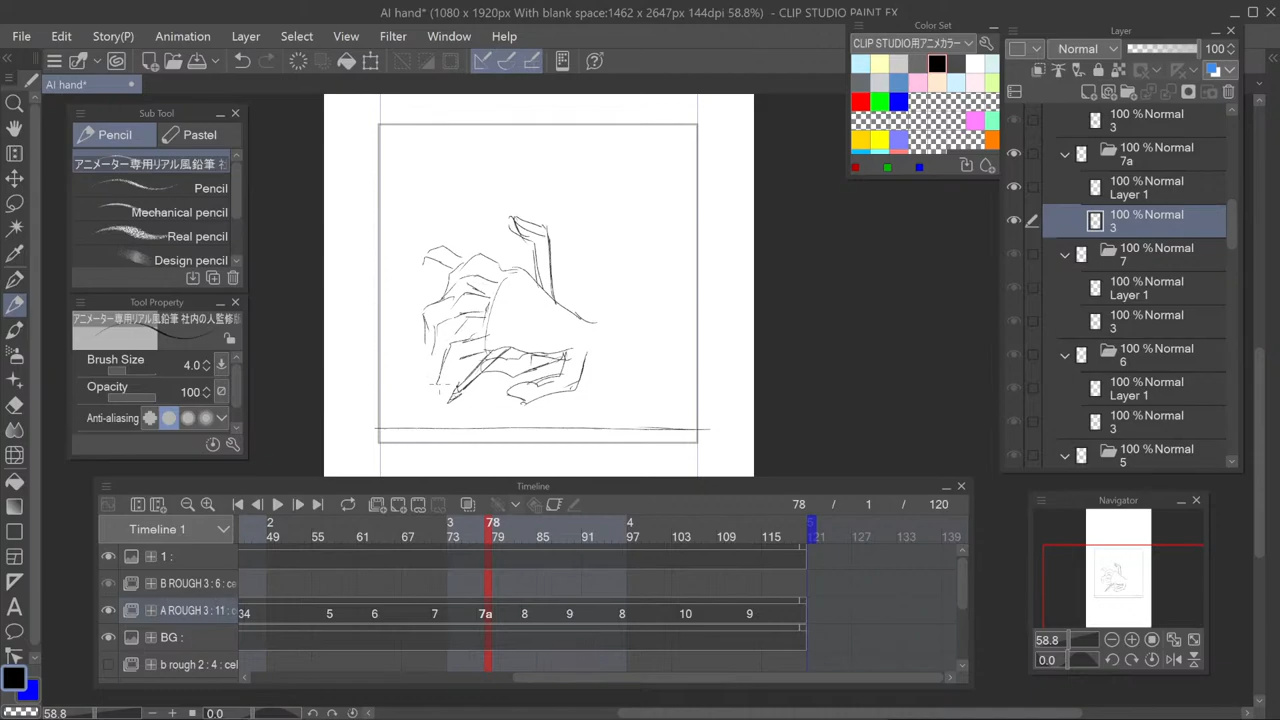 AI hand* (1080 x 1920px With blank space:1462 x 2647px 144dpi 58.8%) - CLIP STUDIO PAINT EX
File Edit Story(P) Animation Layer Select View Filter Window Help
AI hand*
Sub Tool
Pencil Pastel
アニメーター専用リアル風鉛筆 社
Pencil
Mechanical pencil
Real pencil
Design pencil
Tool Property
アニメーター専用リアル風鉛筆 社内の人監修版
Brush Size 4.0
Opacity 100
Anti-aliasing
Color Set
CLIP STUDIO用アニメカラー
Layer
Normal 100
100 % Normal
3
100 % Normal
7a
100 % Normal
Layer 1
100 % Normal
3
100 % Normal
7
100 % Normal
Layer 1
100 % Normal
3
100 % Normal
6
100 % Normal
Layer 1
100 % Normal
3
100 % Normal
5
Timeline
78 / 1 / 120
Timeline 1
2 3 78 4 5
49 55 61 67 73 79 85 91 97 103 109 115 121 127 133 139
1 :
B ROUGH 3 : 6 : ce
A ROUGH 3 : 11 : c
34 5 6 7 7a 8 9 8 10 9
BG :
b rough 2 : 4 : cel
Navigator
58.8
0.0
58.8 0.0